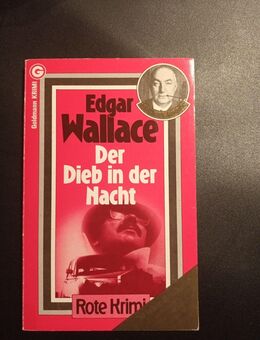 G
Goldmann KRIMI
Edgar
Wallace
Der
Dieb in der
Nacht
Rote Krimi